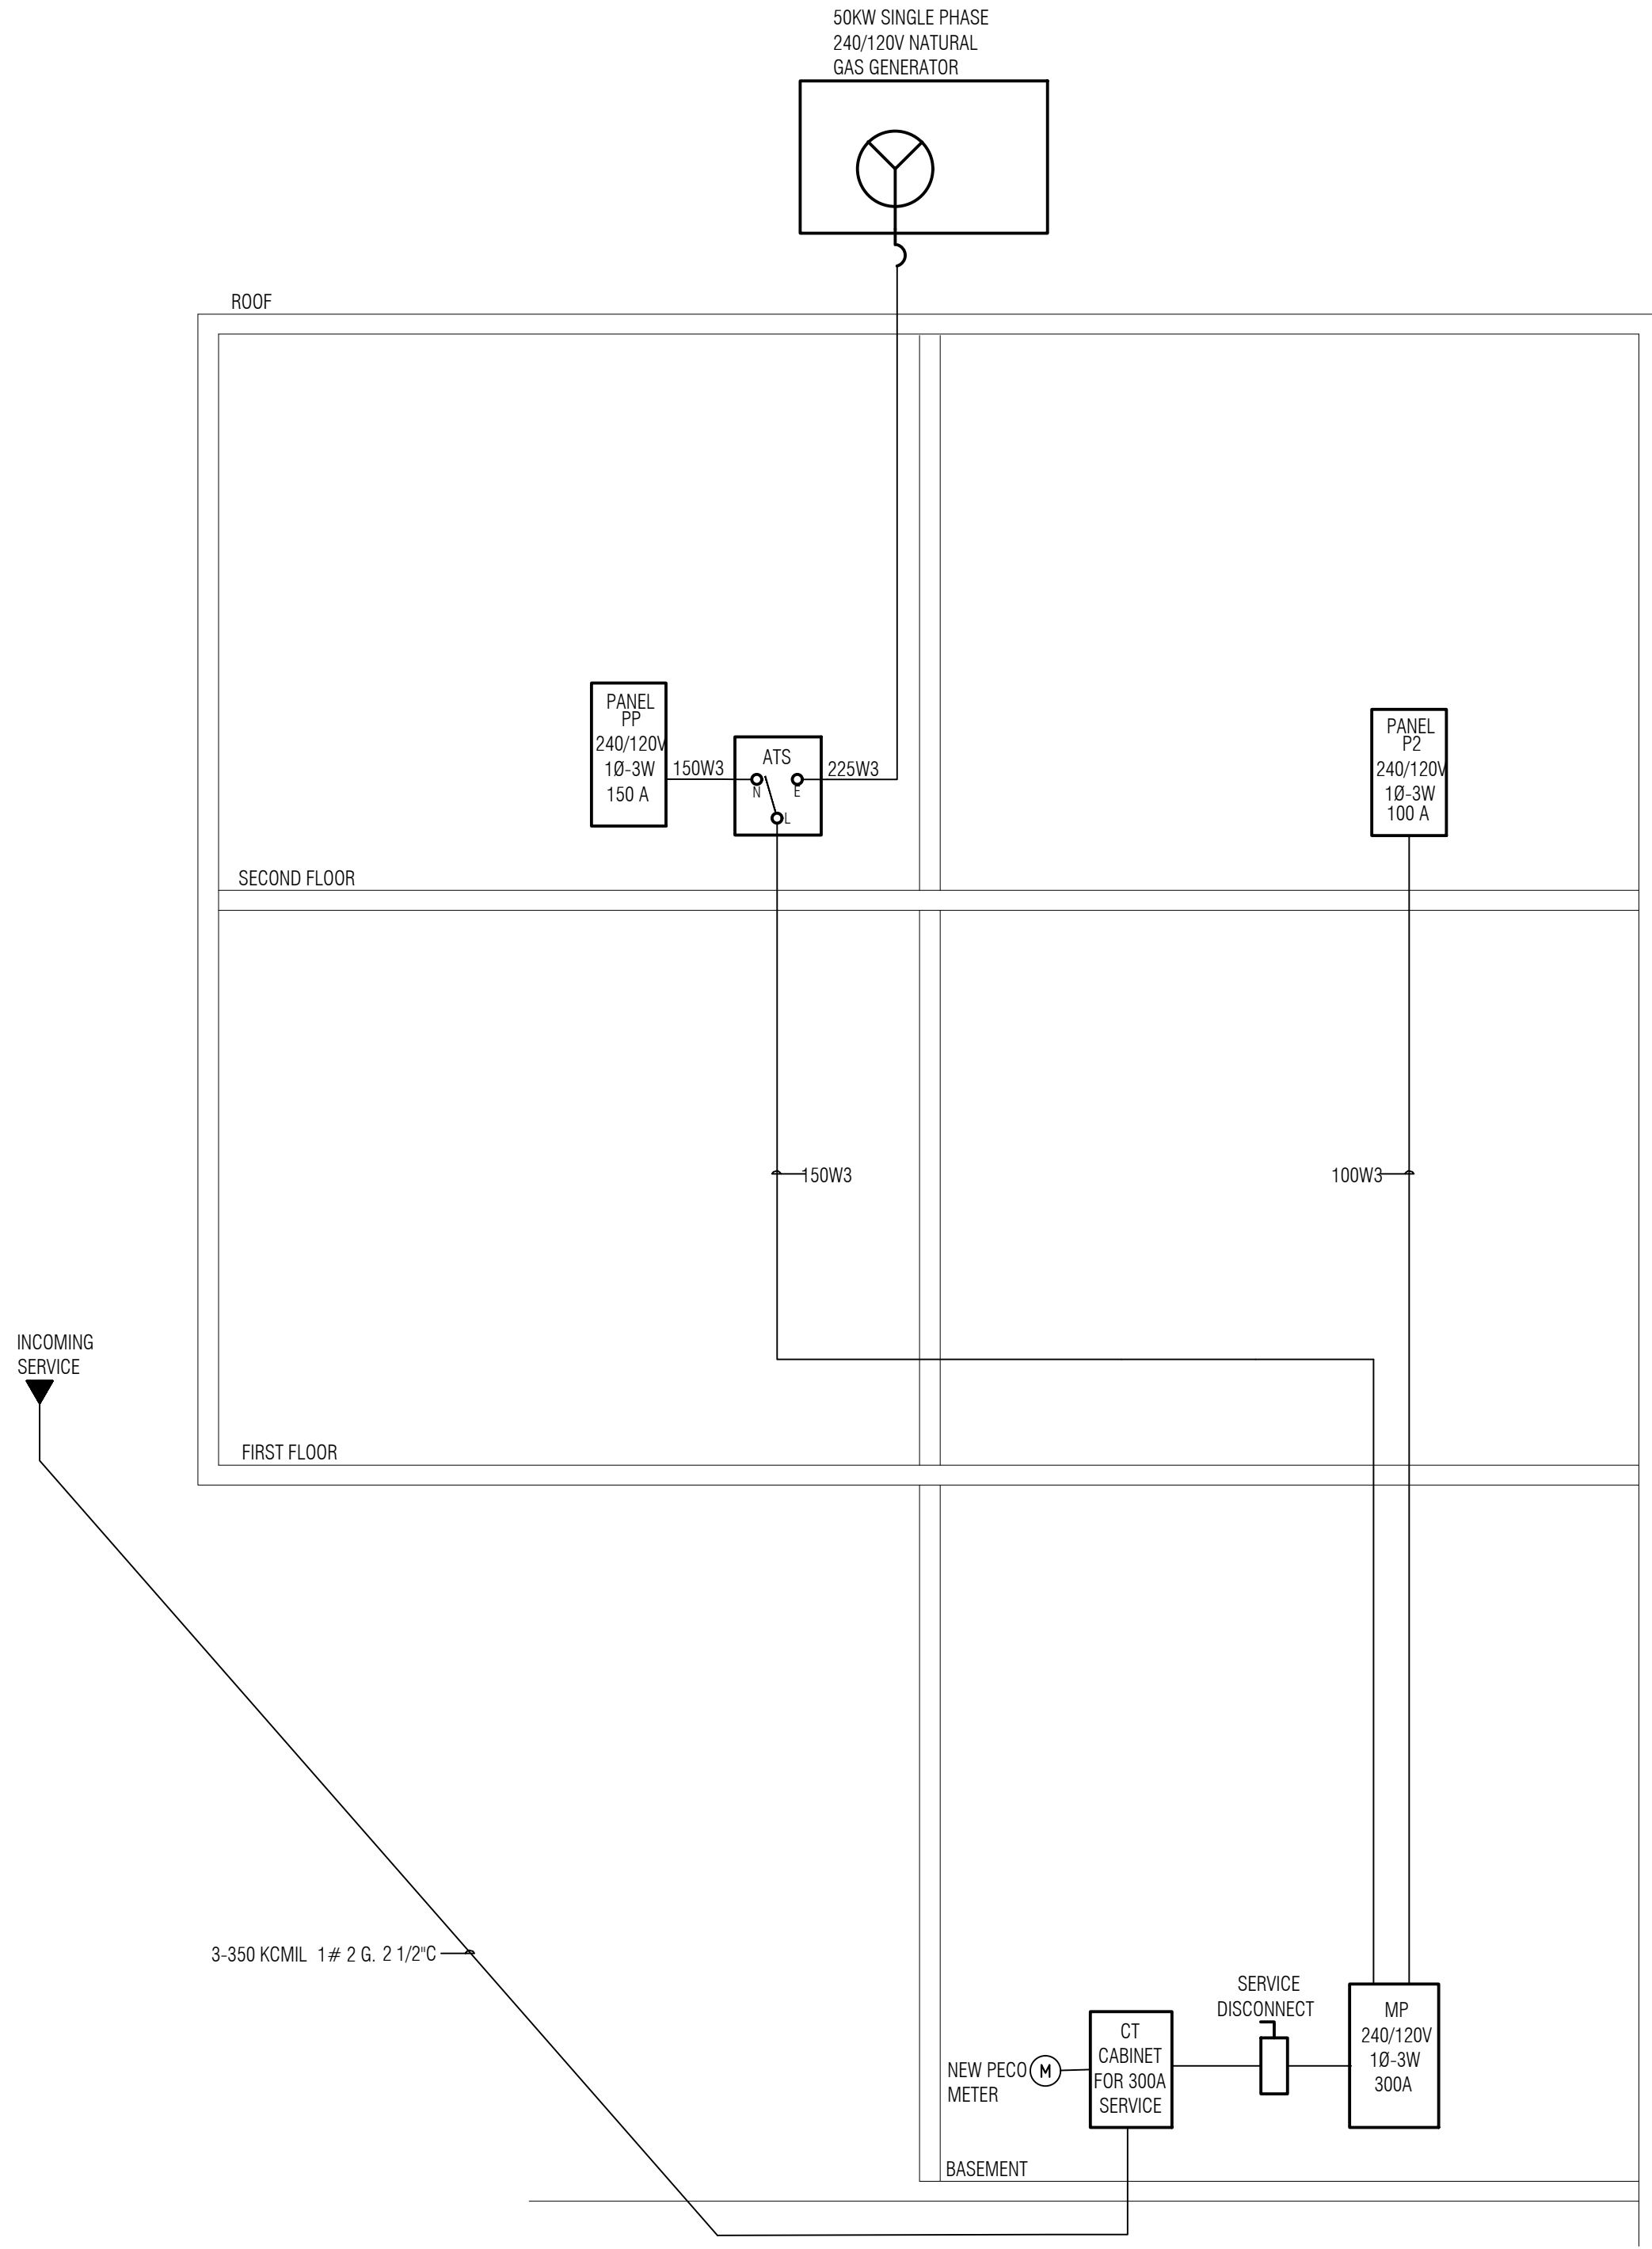 50KW SINGLE PHASE
240/120V NATURAL
GAS GENERATOR
ROOF
PANEL
PP
240/120V
1Ø-3W
150 A
150W3
ATS
N
E
L
225W3
PANEL
P2
240/120V
1Ø-3W
100 A
SECOND FLOOR
150W3
100W3
INCOMING
SERVICE
FIRST FLOOR
3-350 KCMIL 1# 2 G. 2 1/2"C
NEW PECO
METER
M
CT
CABINET
FOR 300A
SERVICE
SERVICE
DISCONNECT
MP
240/120V
1Ø-3W
300A
BASEMENT